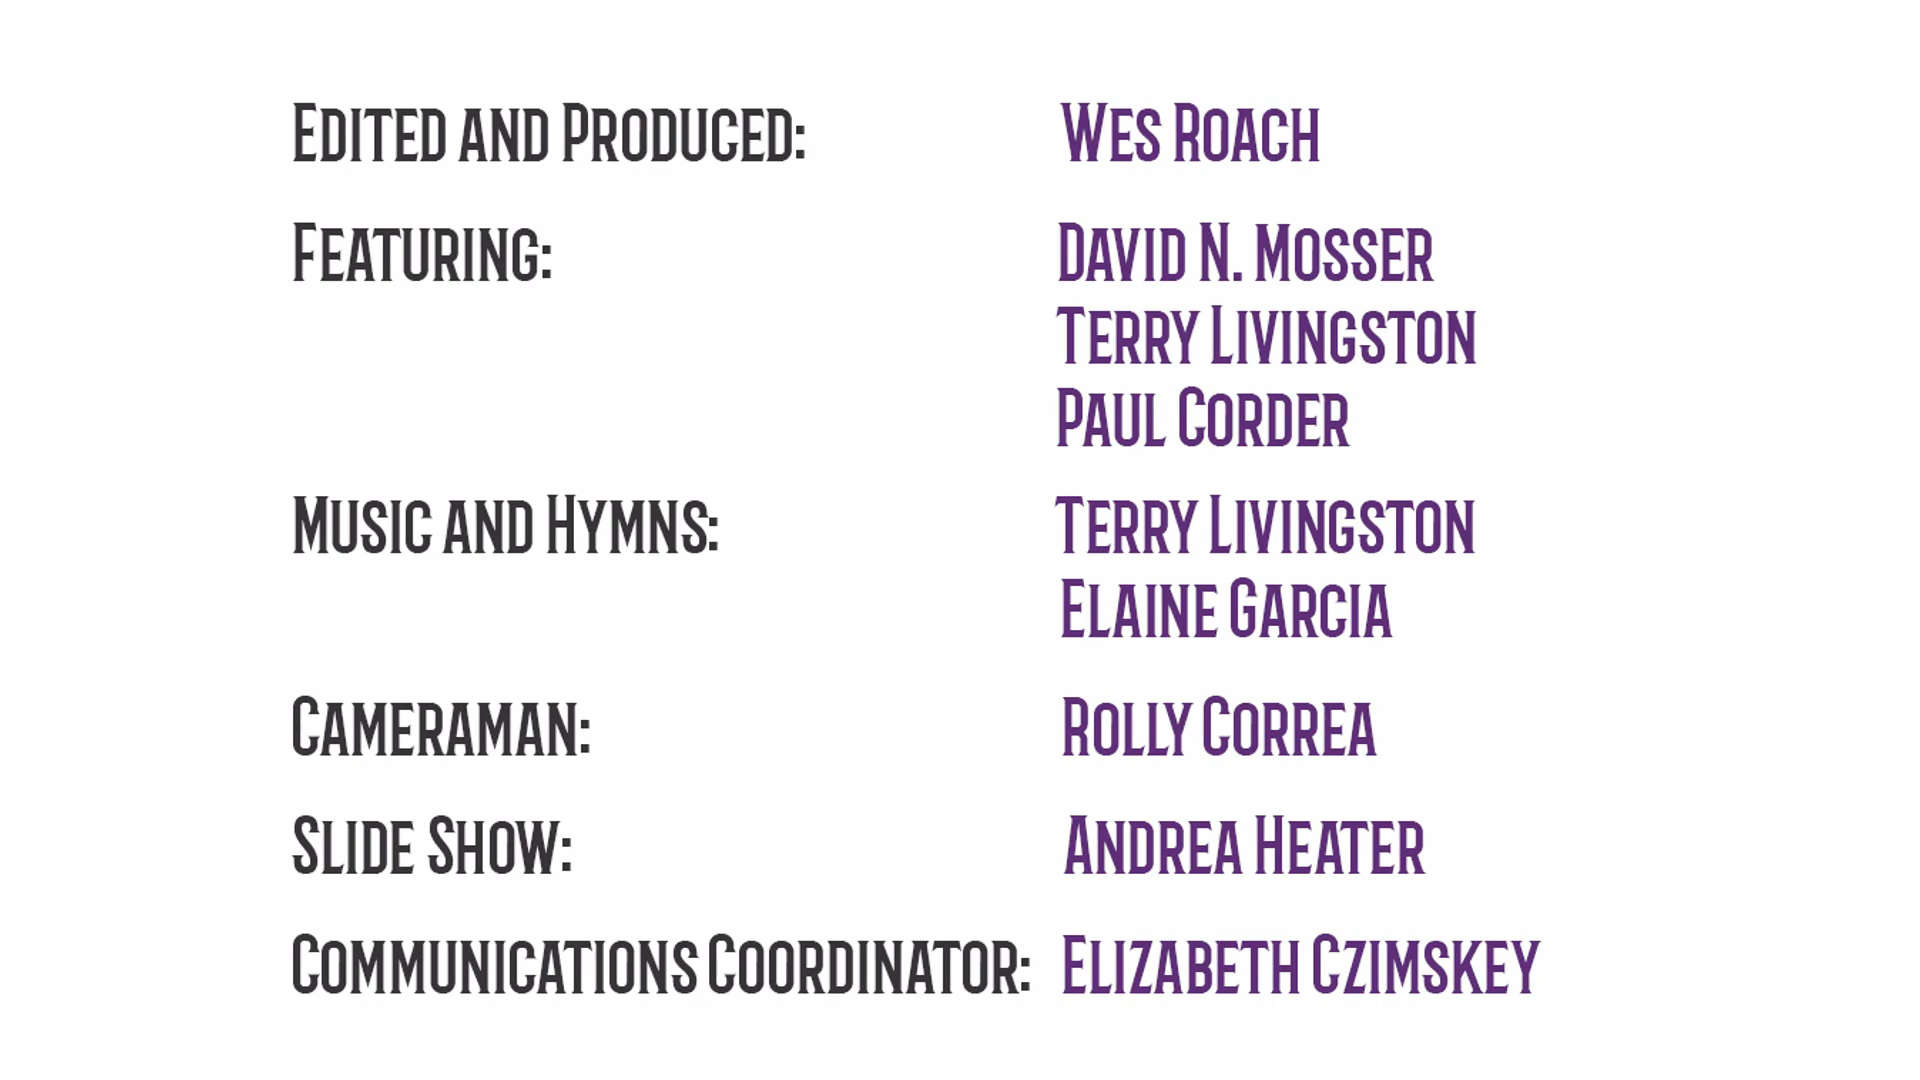 Edited and Produced: Wes Roach
Featuring: David N. Mosser
Terry Livingston
Paul Corder
Music and Hymns: Terry Livingston
Elaine Garcia
Cameraman: Rolly Correa
Slide Show: Andrea Heater
Communications Coordinator: Elizabeth Czimskey